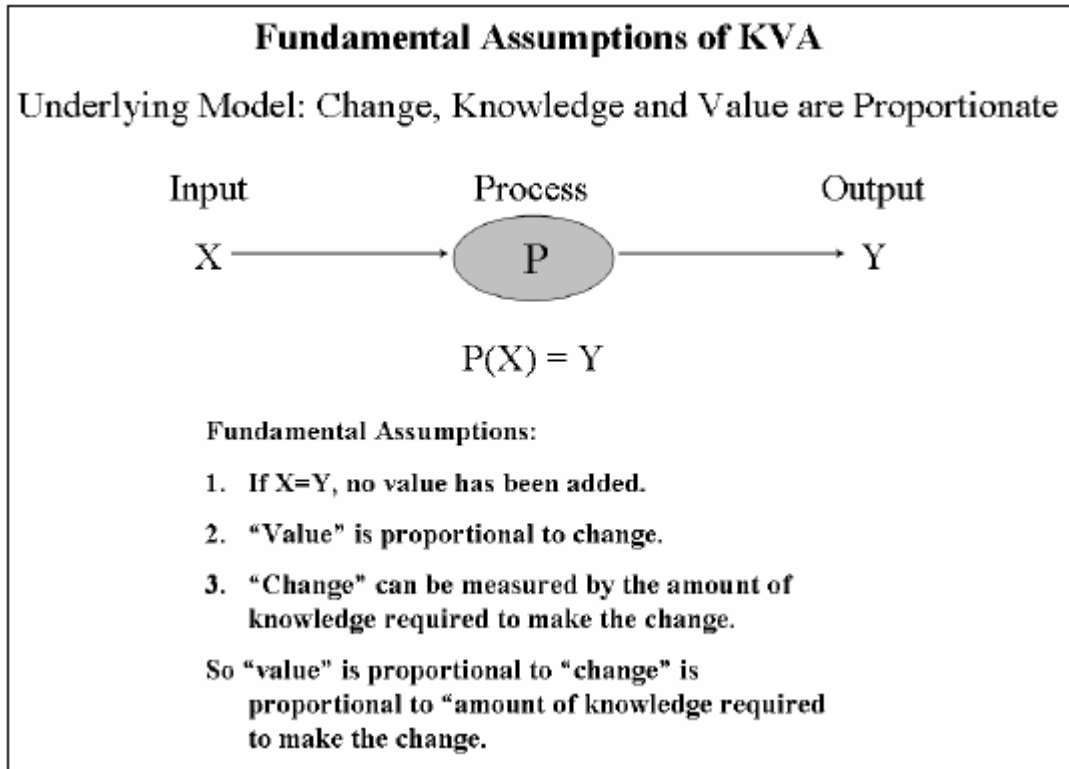 Fundamental Assumptions of KVA
Underlying Model: Change, Knowledge and Value are Proportionate
Input Process Output
X P Y
P(X) = Y
Fundamental Assumptions:
1. If X=Y, no value has been added.
2. “Value” is proportional to change.
3. “Change” can be measured by the amount of
knowledge required to make the change.
So “value” is proportional to “change” is
proportional to “amount of knowledge required
to make the change.